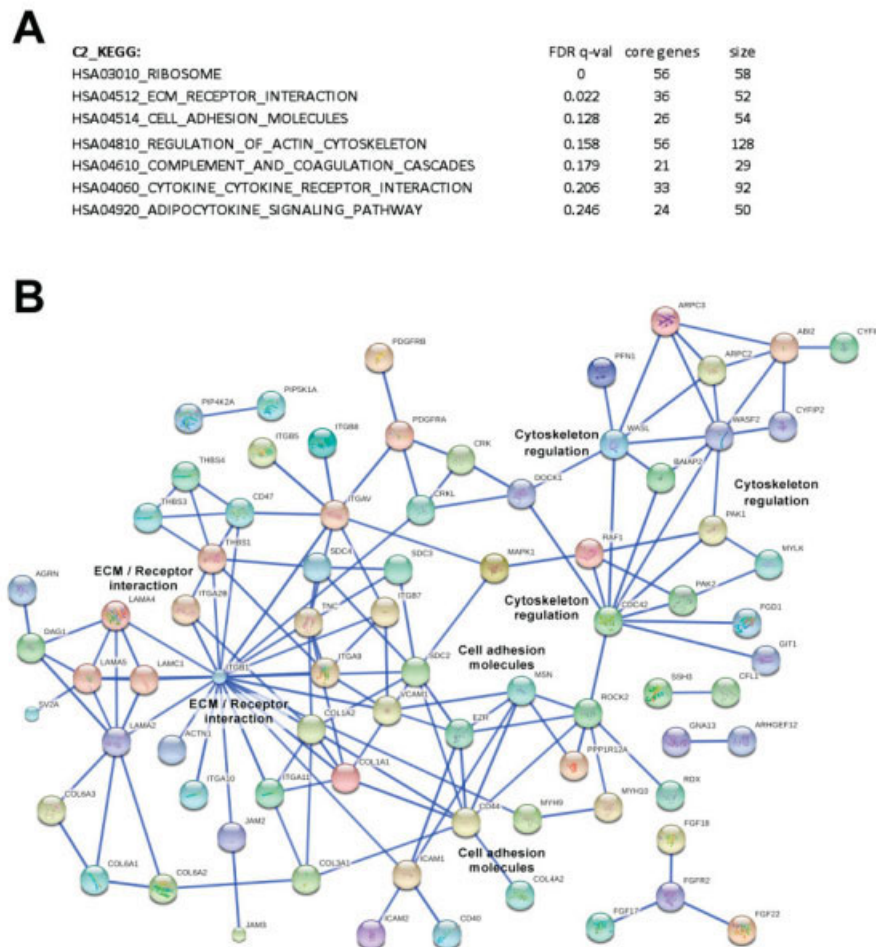 A
C2_KEGG: FDR q-val core genes size
HSA03010_RIBOSOME 0 56 58
HSA04512_ECM_RECEPTOR_INTERACTION 0.022 36 52
HSA04514_CELL_ADHESION_MOLECULES 0.128 26 54
HSA04810_REGULATION_OF_ACTIN_CYTOSKELETON 0.158 56 128
HSA04610_COMPLEMENT_AND_COAGULATION_CASCADES 0.179 21 29
HSA04060_CYTOKINE_CYTOKINE_RECEPTOR_INTERACTION 0.206 33 92
HSA04920_ADIPOCYTOKINE_SIGNALING_PATHWAY 0.246 24 50
B
ARPC3
ABI2
CYFI
PDGFRB
ARPC2
PFN1
PIP5K1A
PIP4K2A
ITGB8
PDGFRA
WASL
WASF2
CYFIP2
ITGB5
CRK
Cytoskeleton
regulation
BAIAP2
THBS4
DOCK1
Cytoskeleton
regulation
CD47
ITGAV
CRKL
THBS3
PAK1
RAF1
THBS1
MYLK
SDC4
SDC3
MAPK1
ECM / Receptor
interaction
AGRN
PAK2
LAMA4
ITGA2B
TNC
ITGB7
Cytoskeleton
regulation
CDC42
FGD1
DAG1
Cell adhesion
molecules
GIT1
LAMA5
LAMC1
ITGB1
ITGA9
SDC2
MSN
SSH3
CFL1
SV2A
ECM / Receptor
interaction
VCAM1
ROCK2
LAMA2
COL1A2
EZR
GNA13
ARHGEF12
ACTN1
PPP1R12A
COL1A1
ITGA10
ITGA11
RDX
COL6A3
MYH9
MYH10
CD44
JAM2
FGF18
Cell adhesion
molecules
COL6A1
COL6A2
COL3A1
ICAM1
COL4A2
FGFR2
JAM3
ICAM2
CD40
FGF17
FGF22